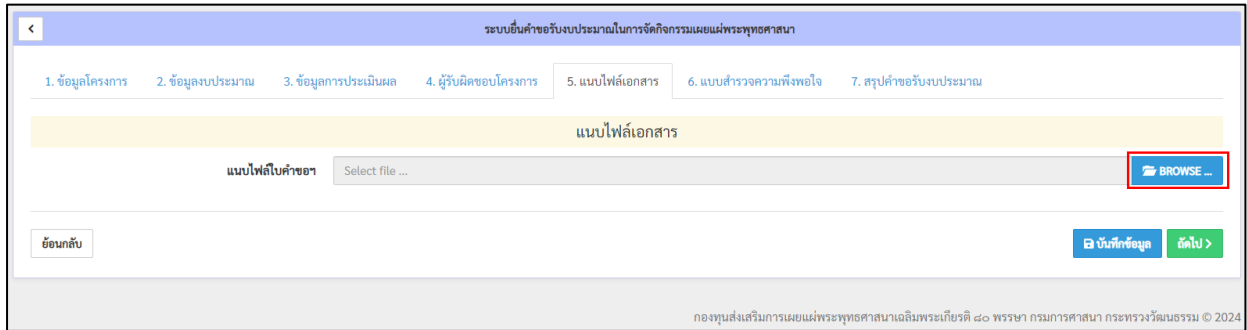 ระบบยื่นคำขอรับงบประมาณในการจัดกิจกรรมเผยแผ่พระพุทธศาสนา
1. ข้อมูลโครงการ 2. ข้อมูลงบประมาณ 3. ข้อมูลการประเมินผล 4. ผู้รับผิดชอบโครงการ 5. แนบไฟล์เอกสาร 6. แบบสำรวจความพึงพอใจ 7. สรุปคำขอรับงบประมาณ
แนบไฟล์เอกสาร
แนบไฟล์ใบคำขอฯ Select file ... BROWSE ...
ย้อนกลับ บันทึกข้อมูล ถัดไป >
กองทุนส่งเสริมการเผยแผ่พระพุทธศาสนาเฉลิมพระเกียรติ ๘๐ พรรษา กรมการศาสนา กระทรวงวัฒนธรรม © 2024